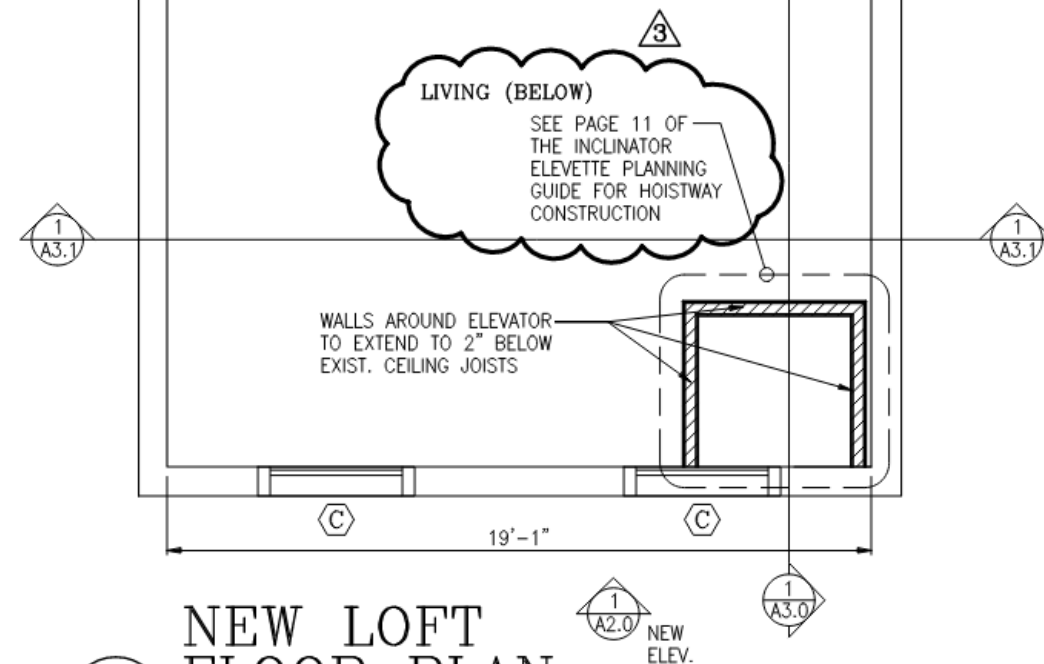 3
LIVING (BELOW)
SEE PAGE 11 OF
THE INCLINATOR
ELEVETTE PLANNING
GUIDE FOR HOISTWAY
CONSTRUCTION
1
A3.1
1
A3.1
WALLS AROUND ELEVATOR
TO EXTEND TO 2" BELOW
EXIST. CEILING JOISTS
C
C
19'-1"
1
A3.0
1
A2.0
NEW
ELEV.
NEW LOFT
FLOOR PLAN